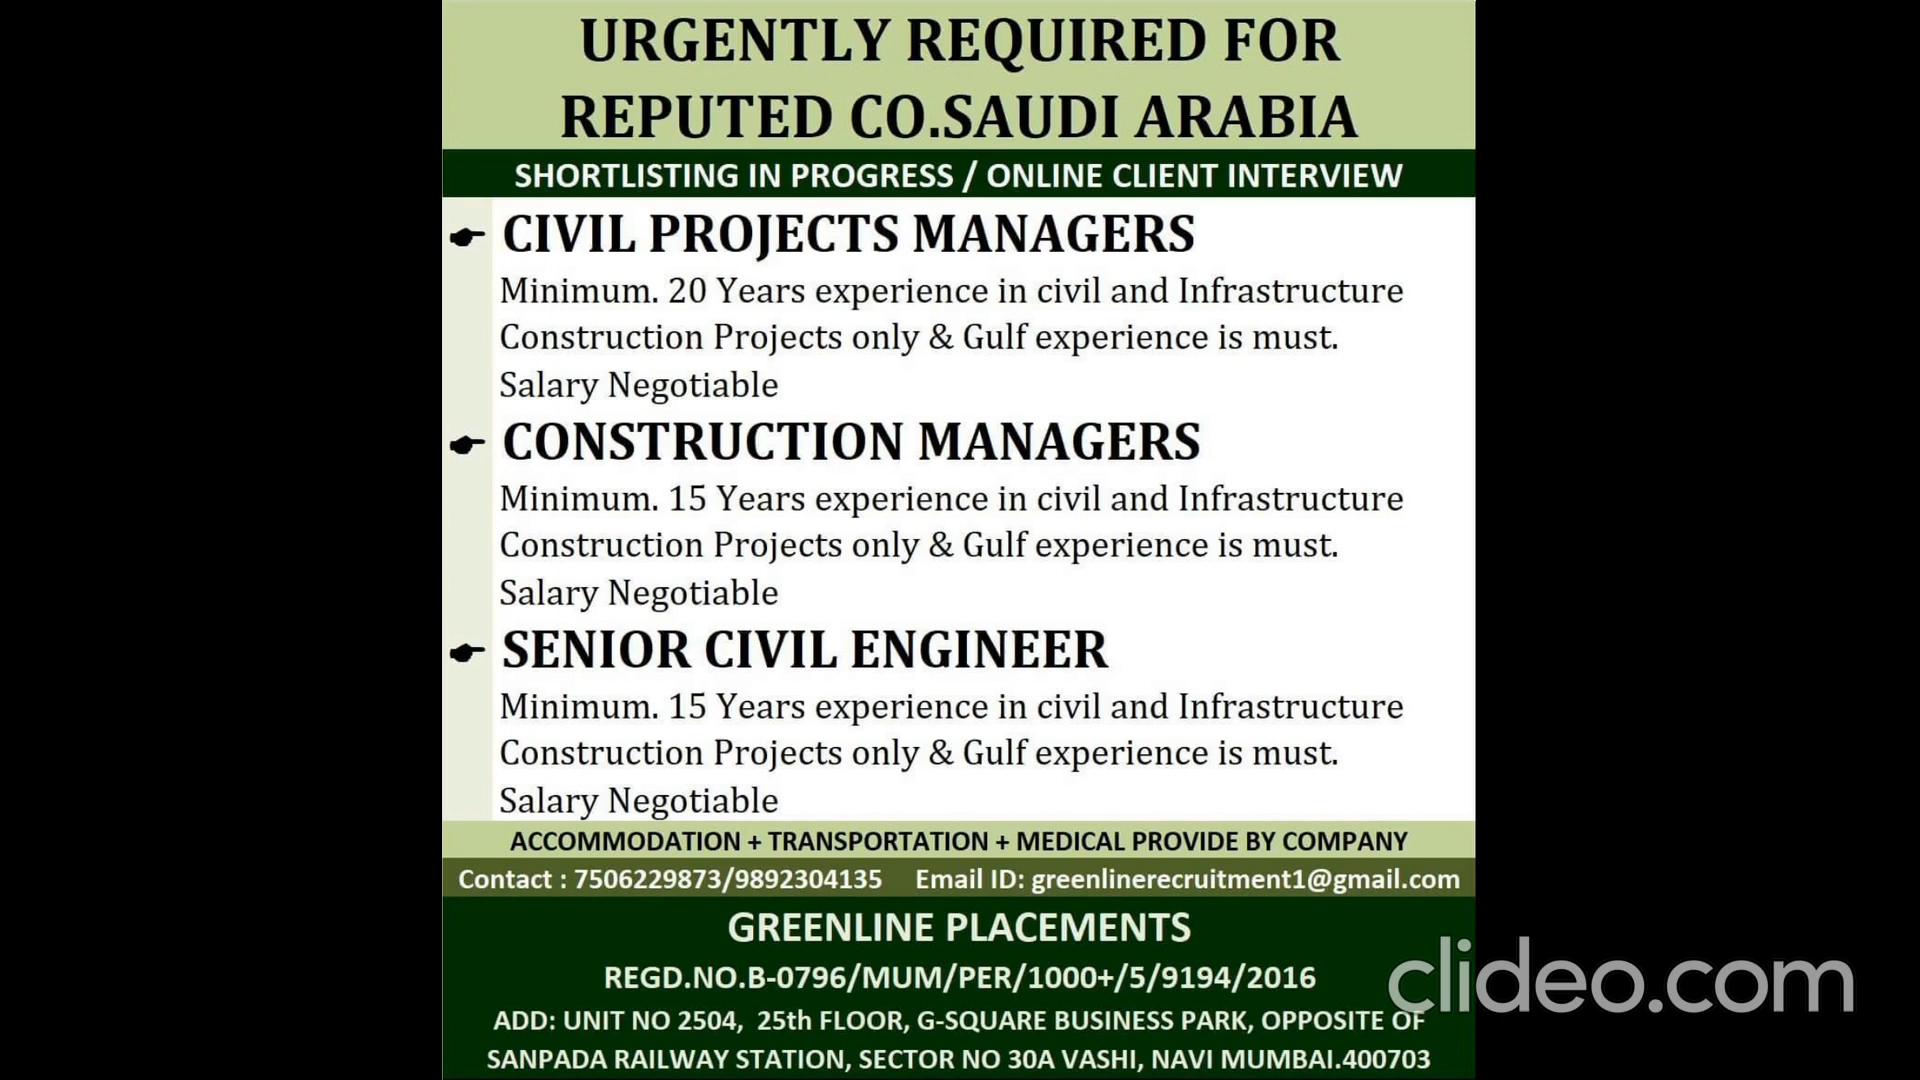 URGENTLY REQUIRED FOR
REPUTED CO.SAUDI ARABIA
SHORTLISTING IN PROGRESS / ONLINE CLIENT INTERVIEW
CIVIL PROJECTS MANAGERS
Minimum. 20 Years experience in civil and Infrastructure
Construction Projects only & Gulf experience is must.
Salary Negotiable
CONSTRUCTION MANAGERS
Minimum. 15 Years experience in civil and Infrastructure
Construction Projects only & Gulf experience is must.
Salary Negotiable
SENIOR CIVIL ENGINEER
Minimum. 15 Years experience in civil and Infrastructure
Construction Projects only & Gulf experience is must.
Salary Negotiable
ACCOMMODATION + TRANSPORTATION + MEDICAL PROVIDE BY COMPANY
Contact : 7506229873/9892304135 Email ID: greenlinerecruitment1@gmail.com
GREENLINE PLACEMENTS
REGD.NO.B-0796/MUM/PER/1000+/5/9194/2016
ADD: UNIT NO 2504, 25th FLOOR, G-SQUARE BUSINESS PARK, OPPOSITE OF
SANPADA RAILWAY STATION, SECTOR NO 30A VASHI, NAVI MUMBAI.400703
clideo.com